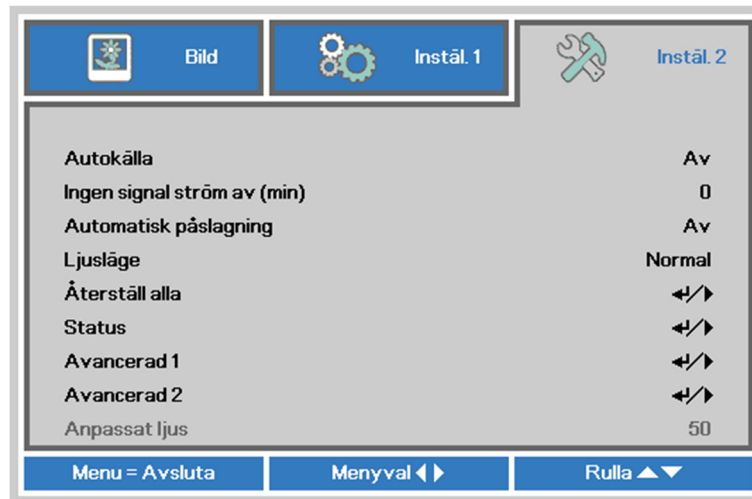 Bild
Instäl. 1
Instäl. 2
Autokälla Av
Ingen signal ström av (min) 0
Automatisk påslagning Av
Ljusläge Normal
Återställ alla ↵/▶
Status ↵/▶
Avancerad 1 ↵/▶
Avancerad 2 ↵/▶
Anpassat ljus 50
Menu = Avsluta Menyval ◀▶ Rulla ▲▼